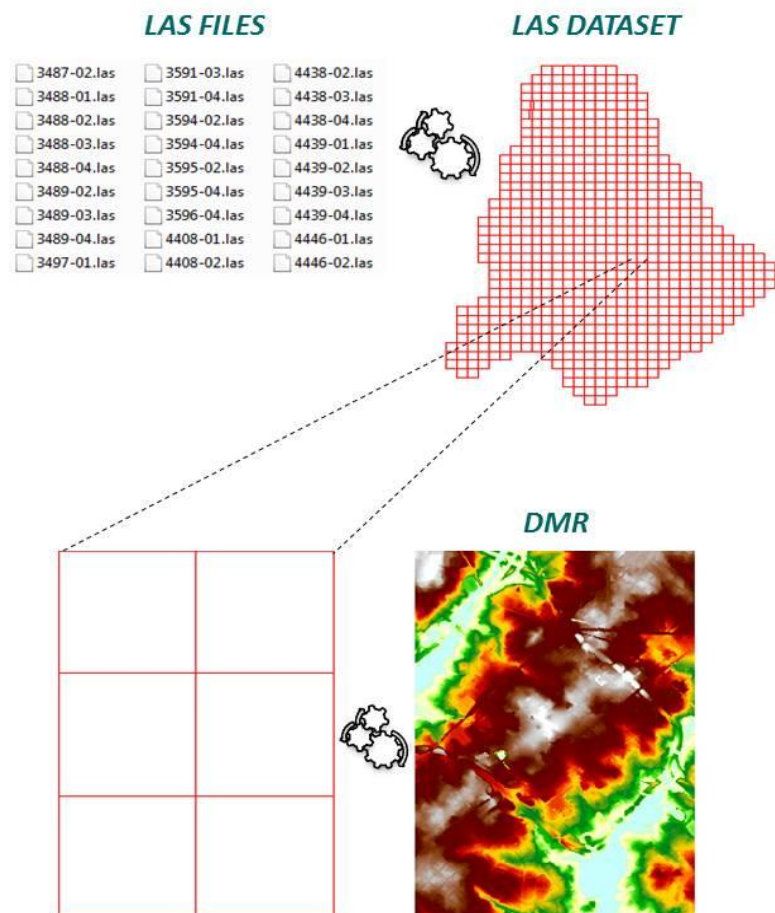 LAS FILES
LAS DATASET
3487-02.las 3591-03.las 4438-02.las
3488-01.las 3591-04.las 4438-03.las
3488-02.las 3594-02.las 4438-04.las
3488-03.las 3594-04.las 4439-01.las
3488-04.las 3595-02.las 4439-02.las
3489-02.las 3595-04.las 4439-03.las
3489-03.las 3596-04.las 4439-04.las
3489-04.las 4408-01.las 4446-01.las
3497-01.las 4408-02.las 4446-02.las
DMR